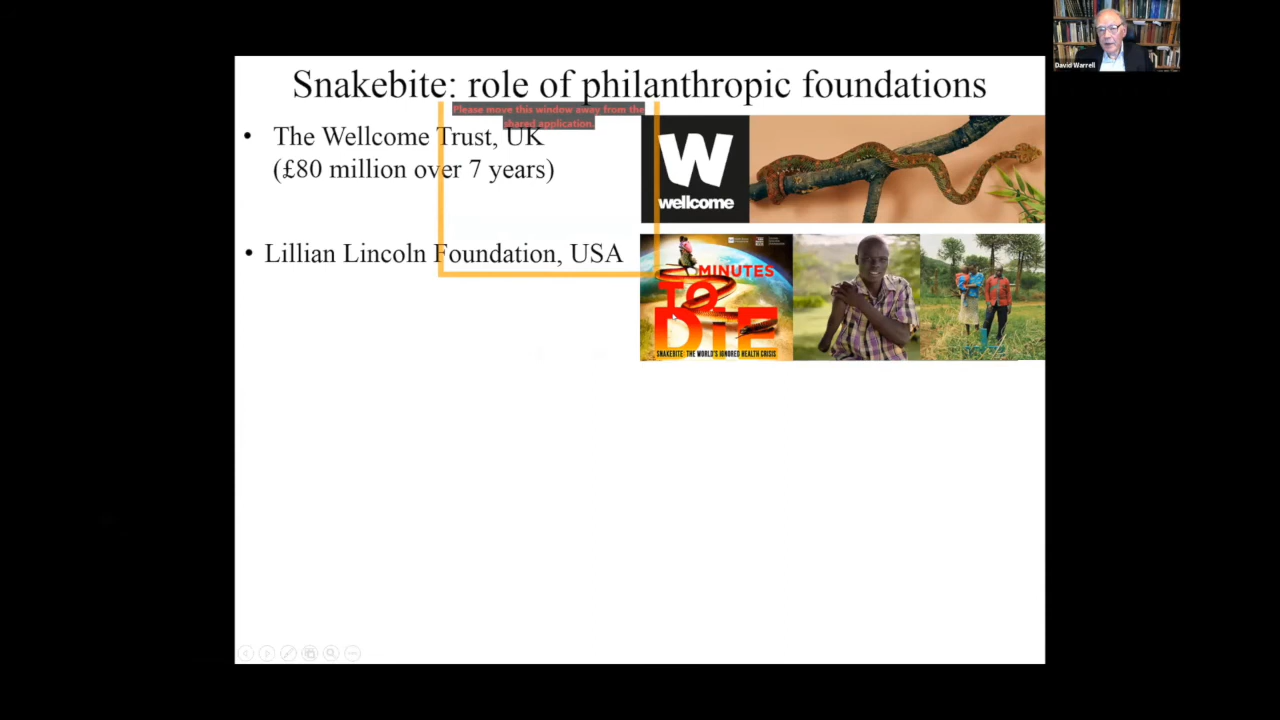 David Warrell
Snakebite: role of philanthropic foundations
Please move this window away from the
shared application.
• The Wellcome Trust, UK
(£80 million over 7 years)
W
wellcome
• Lillian Lincoln Foundation, USA
MINUTES
TO
DiE
SNAKEBITE: THE WORLD'S IGNORED HEALTH CRISIS